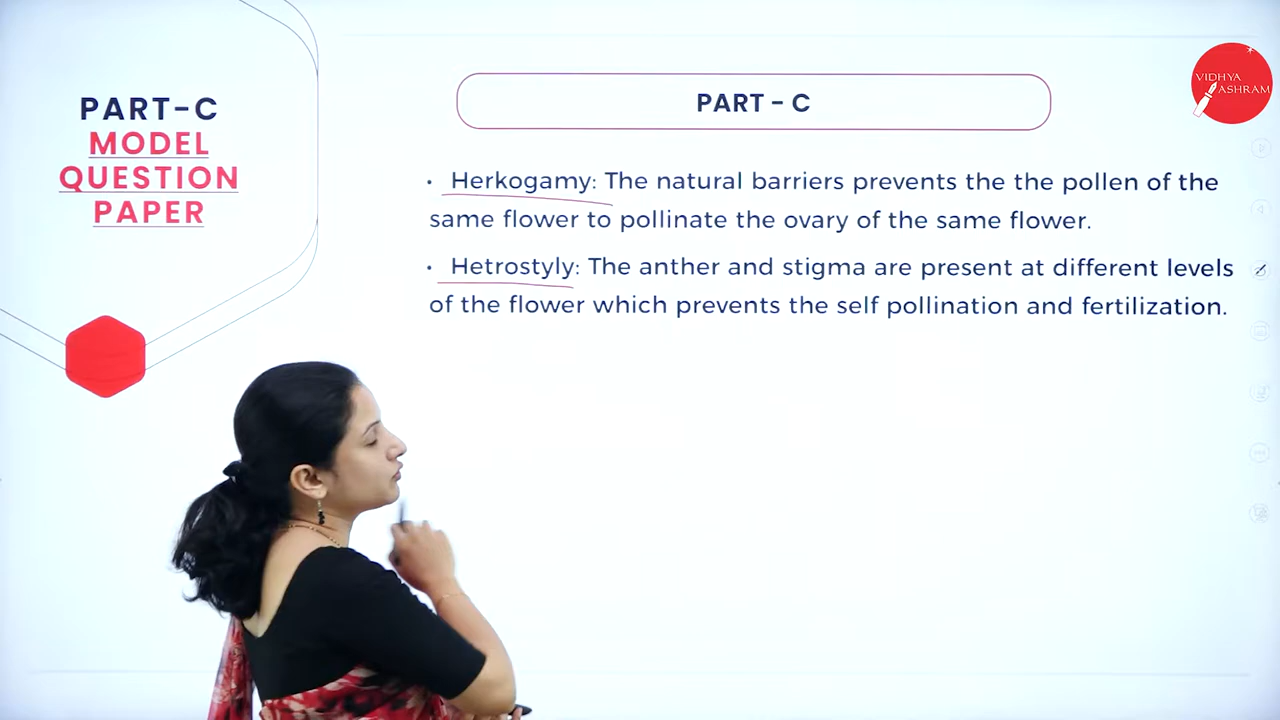 PART-C
MODEL
QUESTION
PAPER
PART - C
VIDHYA
ASHRAM
• Herkogamy: The natural barriers prevents the the pollen of the
same flower to pollinate the ovary of the same flower.
• Hetrostyly: The anther and stigma are present at different levels
of the flower which prevents the self pollination and fertilization.